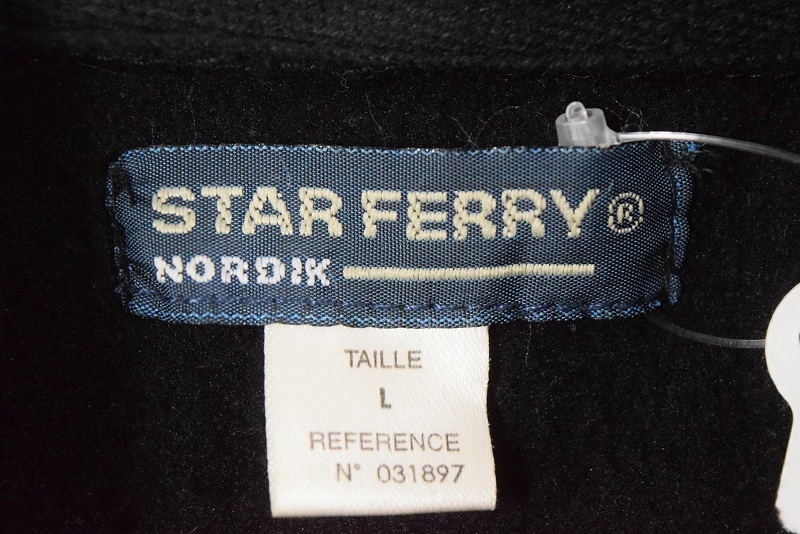 STAR FERRY®
NORDIK
TAILLE
L
REFERENCE
N° 031897